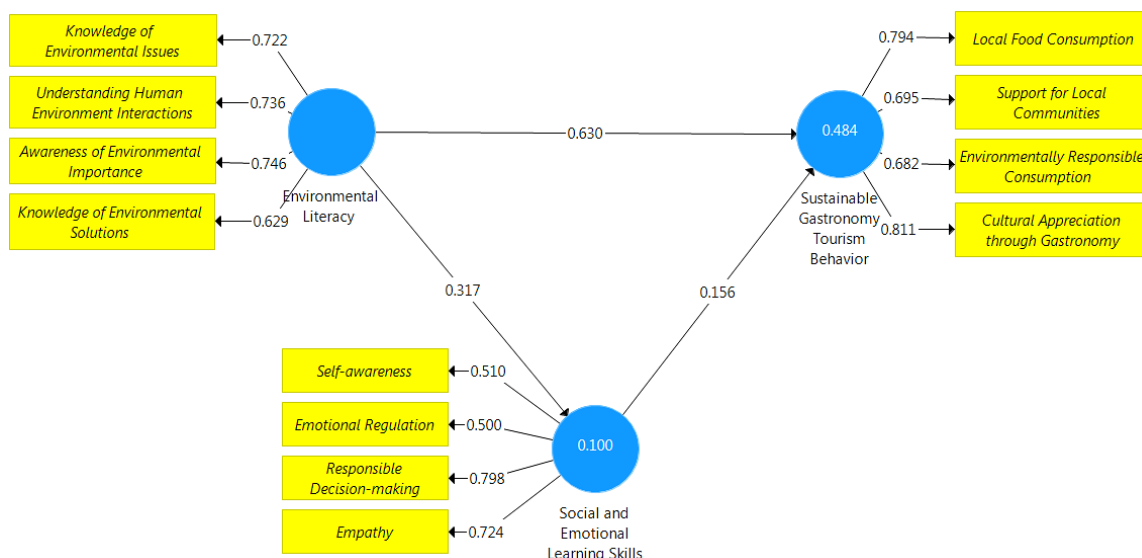 Knowledge of
Environmental Issues
0.722
Understanding Human
Environment Interactions
0.736
Awareness of Environmental
Importance
0.746
Knowledge of Environmental
Solutions
0.629
Environmental
Literacy
0.630
0.317
0.484
Sustainable
Gastronomy
Tourism
Behavior
0.794
Local Food Consumption
0.695
Support for Local
Communities
0.682
Environmentally Responsible
Consumption
0.811
Cultural Appreciation
through Gastronomy
0.156
Self-awareness
0.510
Emotional Regulation
0.500
Responsible
Decision-making
0.798
Empathy
0.724
0.100
Social and
Emotional
Learning Skills